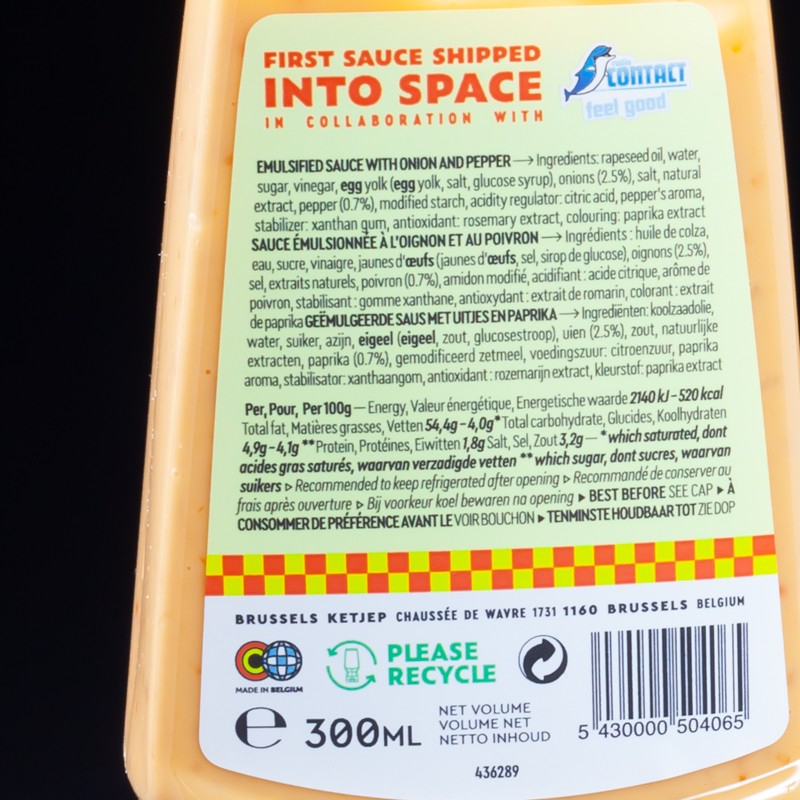 FIRST SAUCE SHIPPED
INTO SPACE
IN COLLABORATION WITH
CONTACT
feel good
EMULSIFIED SAUCE WITH ONION AND PEPPER → Ingredients: rapeseed oil, water,
sugar, vinegar, egg yolk (egg yolk, salt, glucose syrup), onions (2.5%), salt, natural
extract, pepper (0.7%), modified starch, acidity regulator: citric acid, pepper's aroma,
stabilizer: xanthan gum, antioxidant: rosemary extract, colouring: paprika extract
SAUCE ÉMULSIONNÉE À L'OIGNON ET AU POIVRON → Ingrédients : huile de colza,
eau, sucre, vinaigre, jaunes d'œufs (jaunes d'œufs, sel, sirop de glucose), oignons (2.5%),
sel, extraits naturels, poivron (0.7%), amidon modifié, acidifiant : acide citrique, arôme de
poivron, stabilisant : gomme xanthane, antioxydant : extrait de romarin, colorant : extrait
de paprika GEËMULGEERDE SAUS MET UITJES EN PAPRIKA → Ingrediënten: koolzaadolie,
water, suiker, azijn, eigeel (eigeel, zout, glucosestroop), uien (2.5%), zout, natuurlijke
extracten, paprika (0.7%), gemodificeerd zetmeel, voedingszuur: citroenzuur, paprika
aroma, stabilisator: xanthaangom, antioxidant : rozemarijn extract, kleurstof: paprika extract
Per, Pour, Per 100g — Energy, Valeur énergétique, Energetische waarde 2140 kJ - 520 kcal
Total fat, Matières grasses, Vetten 54,4g - 4,0g* Total carbohydrate, Glucides, Koolhydraten
4,9g - 4,1g ** Protein, Protéines, Eiwitten 1,8g Salt, Sel, Zout 3,2g — * which saturated, dont
acides gras saturés, waarvan verzadigde vetten ** which sugar, dont sucres, waarvan
suikers ▹ Recommended to keep refrigerated after opening ▹ Recommandé de conserver au
frais après ouverture ▹ Bij voorkeur koel bewaren na opening ▸ BEST BEFORE SEE CAP ▸ À
CONSOMMER DE PRÉFÉRENCE AVANT LE VOIR BOUCHON ▸ TENMINSTE HOUDBAAR TOT ZIE DOP
BRUSSELS KETJEP CHAUSSÉE DE WAVRE 1731 1160 BRUSSELS BELGIUM
MADE IN BELGIUM
PLEASE
RECYCLE
℮ 300ML
NET VOLUME
VOLUME NET
NETTO INHOUD
5 430000 504065
436289